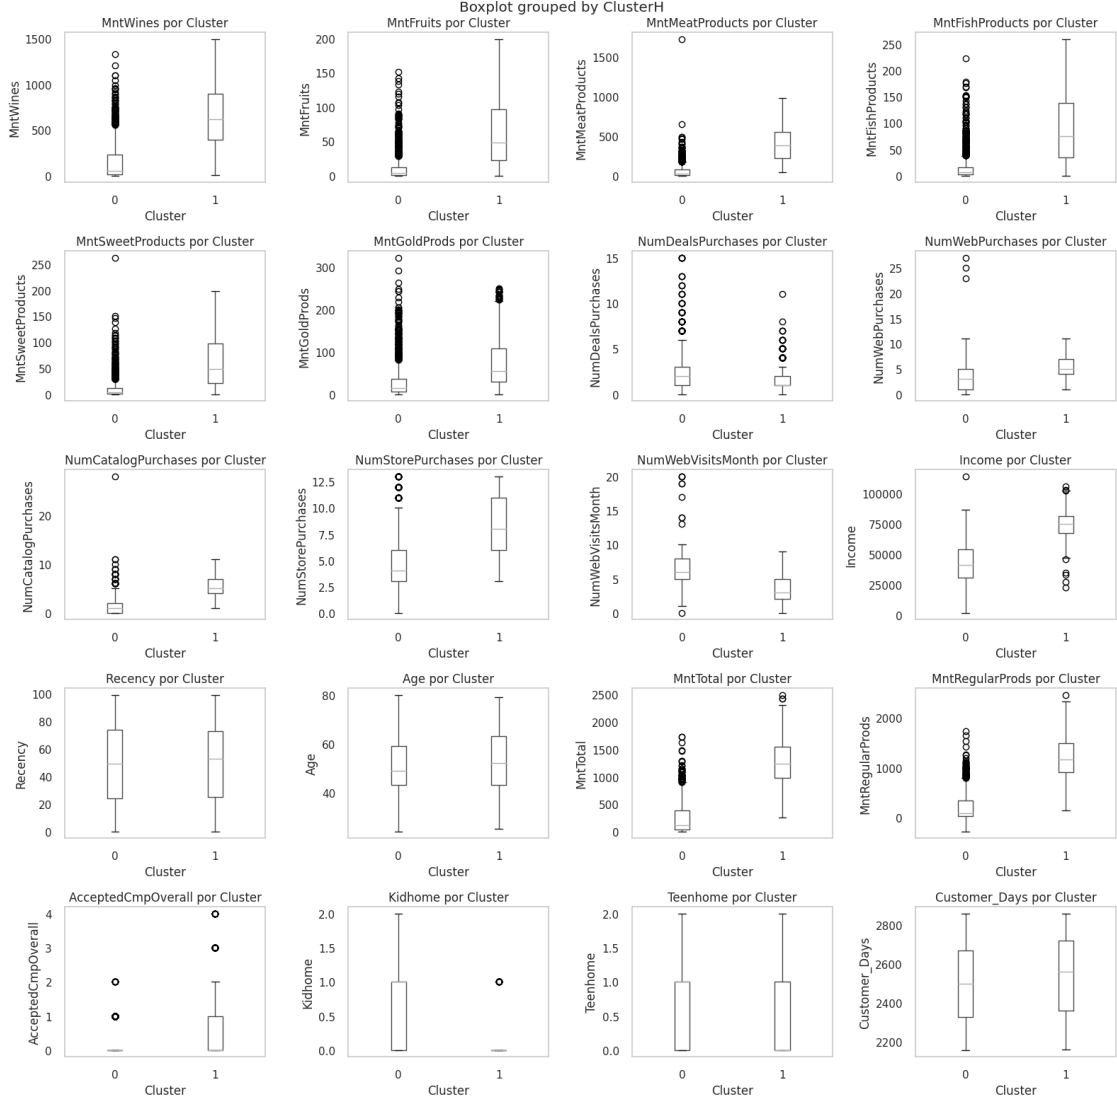 Boxplot grouped by ClusterH
MntWines por Cluster
MntWines
1500
1000
500
0
0 1
Cluster
MntFruits por Cluster
MntFruits
200
150
100
50
0
0 1
Cluster
MntMeatProducts por Cluster
MntMeatProducts
1500
1000
500
0
0 1
Cluster
MntFishProducts por Cluster
MntFishProducts
250
200
150
100
50
0
0 1
Cluster
MntSweetProducts por Cluster
MntSweetProducts
250
200
150
100
50
0
0 1
Cluster
MntGoldProds por Cluster
MntGoldProds
300
200
100
0
0 1
Cluster
NumDealsPurchases por Cluster
NumDealsPurchases
15
10
5
0
0 1
Cluster
NumWebPurchases por Cluster
NumWebPurchases
25
20
15
10
5
0
0 1
Cluster
NumCatalogPurchases por Cluster
NumCatalogPurchases
20
10
0
0 1
Cluster
NumStorePurchases por Cluster
NumStorePurchases
12.5
10.0
7.5
5.0
2.5
0.0
0 1
Cluster
NumWebVisitsMonth por Cluster
NumWebVisitsMonth
20
15
10
5
0
0 1
Cluster
Income por Cluster
Income
100000
75000
50000
25000
0
0 1
Cluster
Recency por Cluster
Recency
100
80
60
40
20
0
0 1
Cluster
Age por Cluster
Age
80
60
40
0 1
Cluster
MntTotal por Cluster
MntTotal
2500
2000
1500
1000
500
0
0 1
Cluster
MntRegularProds por Cluster
MntRegularProds
2000
1000
0
0 1
Cluster
AcceptedCmpOverall por Cluster
AcceptedCmpOverall
4
3
2
1
0
0 1
Cluster
Kidhome por Cluster
Kidhome
2.0
1.5
1.0
0.5
0.0
0 1
Cluster
Teenhome por Cluster
Teenhome
2.0
1.5
1.0
0.5
0.0
0 1
Cluster
Customer_Days por Cluster
Customer_Days
2800
2600
2400
2200
0 1
Cluster